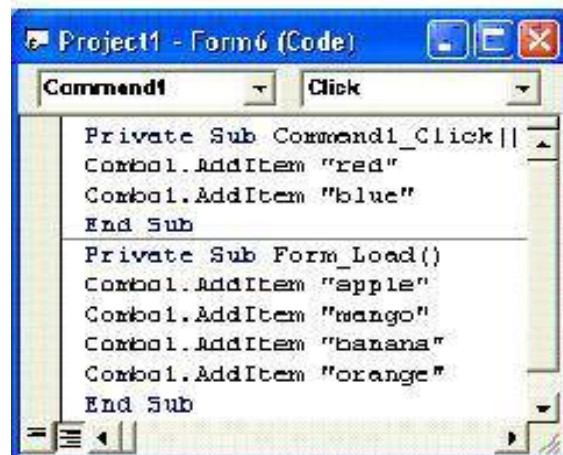 Project1 - Form6 (Code)
Command1 Click
Private Sub Command1_Click()
Combo1.AddItem "red"
Combo1.AddItem "blue"
End Sub
Private Sub Form_Load()
Combo1.AddItem "apple"
Combo1.AddItem "mango"
Combo1.AddItem "banana"
Combo1.AddItem "orange"
End Sub